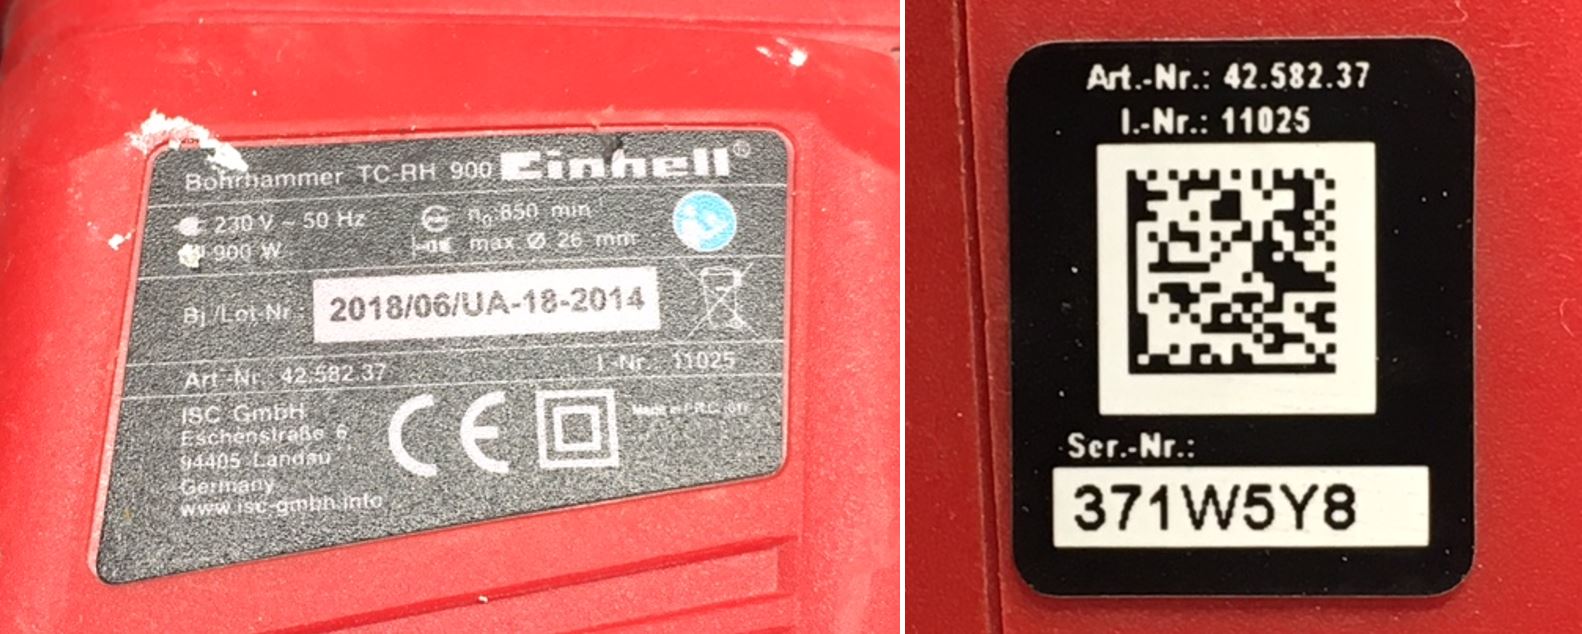 Bohrhammer TC-RH 900 Einhell®
230 V ~ 50 Hz
n0 850 min-1
900 W
max. Ø 26 mm
Bj./Lot-Nr.: 2018/06/UA-18-2014
Art.-Nr.: 42.582.37
I.-Nr.: 11025
ISC GmbH
Eschenstraße 6
94405 Landau
Germany
www.isc-gmbh.info
CE
Art.-Nr.: 42.582.37
I.-Nr.: 11025
Ser.-Nr.:
371W5Y8